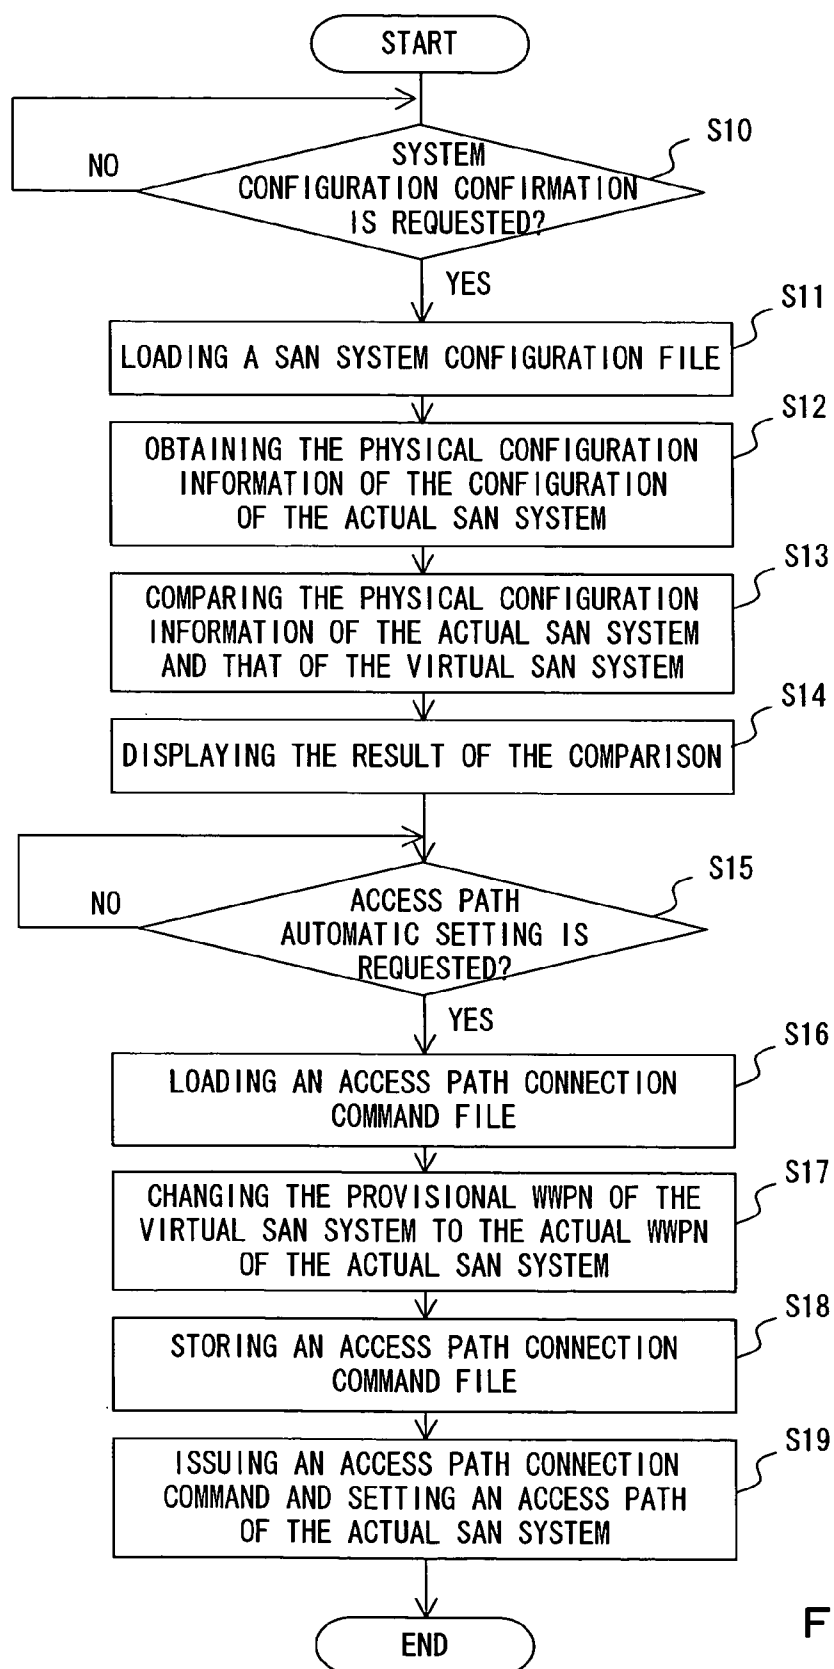 START
S10
NO
SYSTEM
CONFIGURATION CONFIRMATION
IS REQUESTED?
YES
S11
LOADING A SAN SYSTEM CONFIGURATION FILE
S12
OBTAINING THE PHYSICAL CONFIGURATION
INFORMATION OF THE CONFIGURATION
OF THE ACTUAL SAN SYSTEM
S13
COMPARING THE PHYSICAL CONFIGURATION
INFORMATION OF THE ACTUAL SAN SYSTEM
AND THAT OF THE VIRTUAL SAN SYSTEM
S14
DISPLAYING THE RESULT OF THE COMPARISON
S15
NO
ACCESS PATH
AUTOMATIC SETTING IS
REQUESTED?
YES
S16
LOADING AN ACCESS PATH CONNECTION
COMMAND FILE
S17
CHANGING THE PROVISIONAL WWPN OF THE
VIRTUAL SAN SYSTEM TO THE ACTUAL WWPN
OF THE ACTUAL SAN SYSTEM
S18
STORING AN ACCESS PATH CONNECTION
COMMAND FILE
S19
ISSUING AN ACCESS PATH CONNECTION
COMMAND AND SETTING AN ACCESS PATH
OF THE ACTUAL SAN SYSTEM
F
END